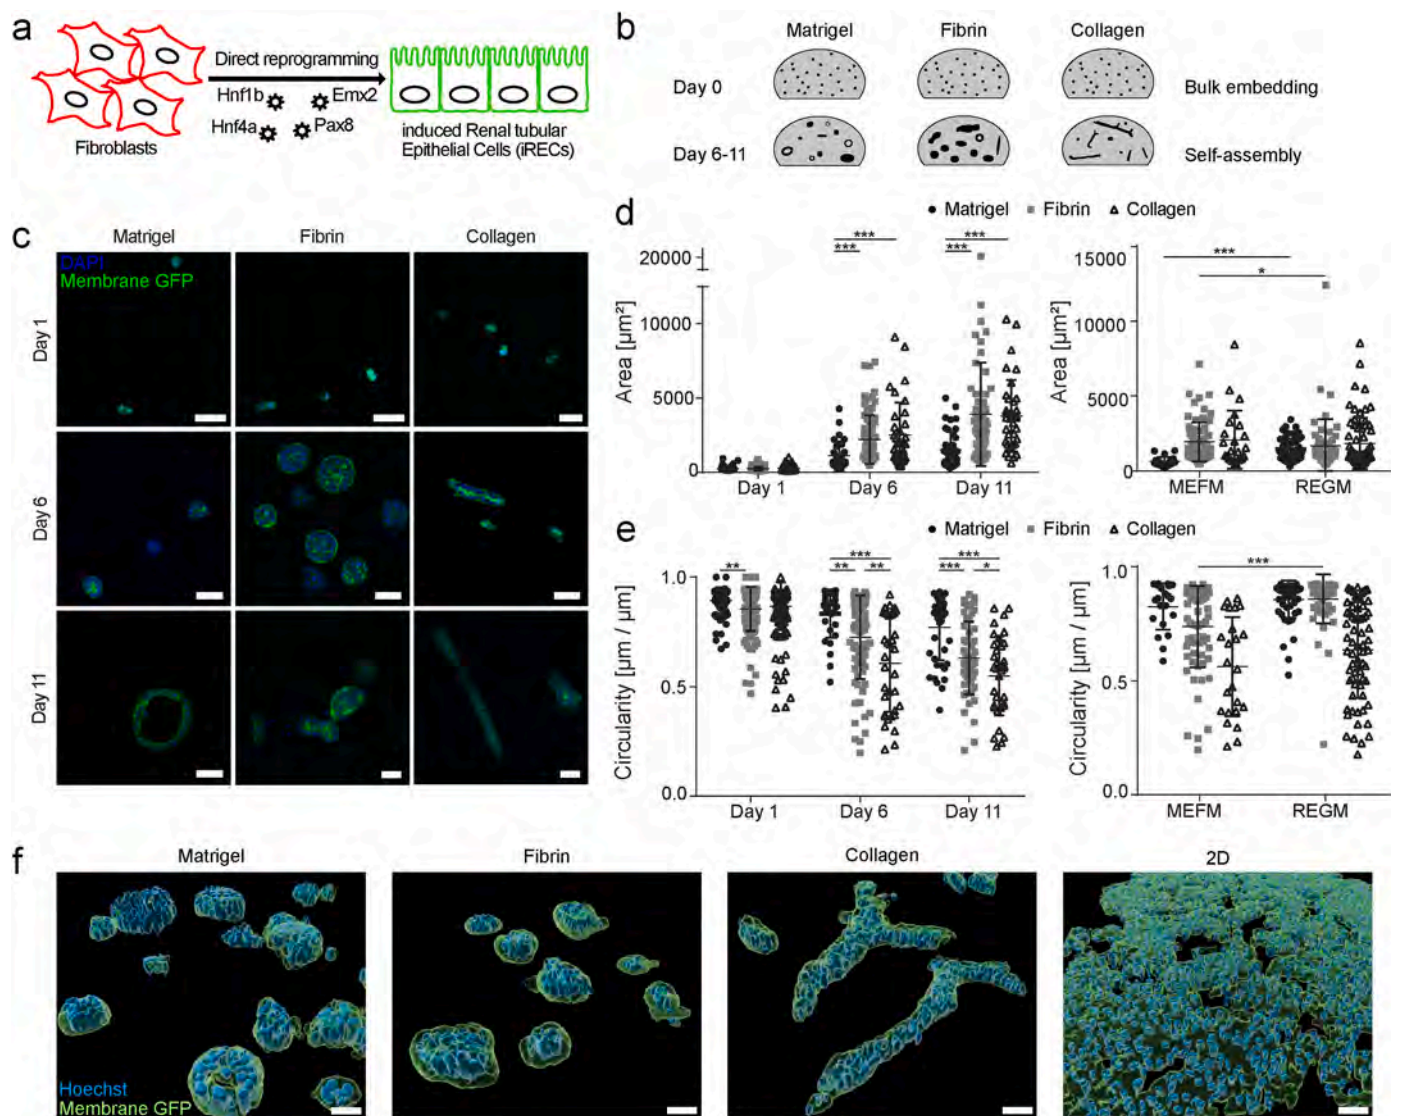 a
Direct reprogramming
Hnf1b
Emx2
Hnf4a
Pax8
Fibroblasts
induced Renal tubular
Epithelial Cells (iRECs)
b
Matrigel
Fibrin
Collagen
Day 0
Bulk embedding
Day 6-11
Self-assembly
c
Matrigel
Fibrin
Collagen
DAPI
Membrane GFP
Day 1
Day 6
Day 11
d
Matrigel
Fibrin
Collagen
Area [µm²]
20000
10000
5000
0
***
***
***
***
Day 1
Day 6
Day 11
Area [µm²]
15000
10000
5000
0
***
*
MEFM
REGM
e
Matrigel
Fibrin
Collagen
Circularity [µm / µm]
1.0
0.5
0.0
**
***
**
**
***
***
*
Day 1
Day 6
Day 11
Circularity [µm / µm]
1.0
0.5
0.0
***
MEFM
REGM
f
Matrigel
Fibrin
Collagen
2D
Hoechst
Membrane GFP